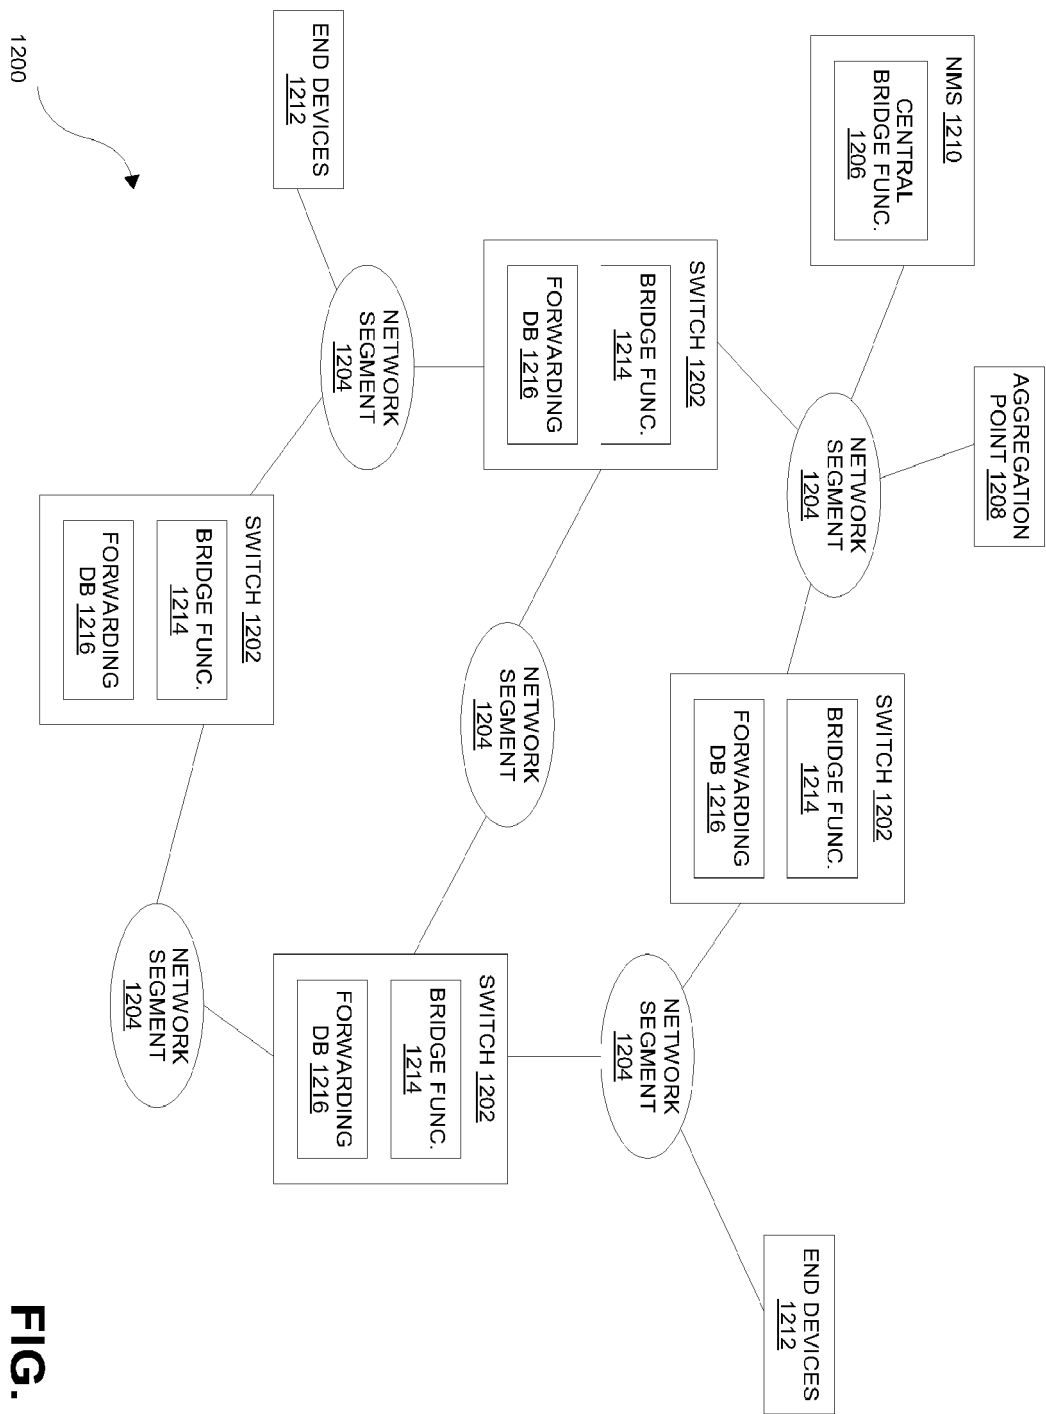 AGGREGATION
POINT 1208
NMS 1210
CENTRAL
BRIDGE FUNC.
1206
NETWORK
SEGMENT
1204
SWITCH 1202
BRIDGE FUNC.
1214
FORWARDING
DB 1216
END DEVICES
1212
SWITCH 1202
BRIDGE FUNC.
1214
FORWARDING
DB 1216
NETWORK
SEGMENT
1204
NETWORK
SEGMENT
1204
NETWORK
SEGMENT
1204
SWITCH 1202
BRIDGE FUNC.
1214
FORWARDING
DB 1216
END DEVICES
1212
SWITCH 1202
BRIDGE FUNC.
1214
FORWARDING
DB 1216
NETWORK
SEGMENT
1204
1200
FIG.